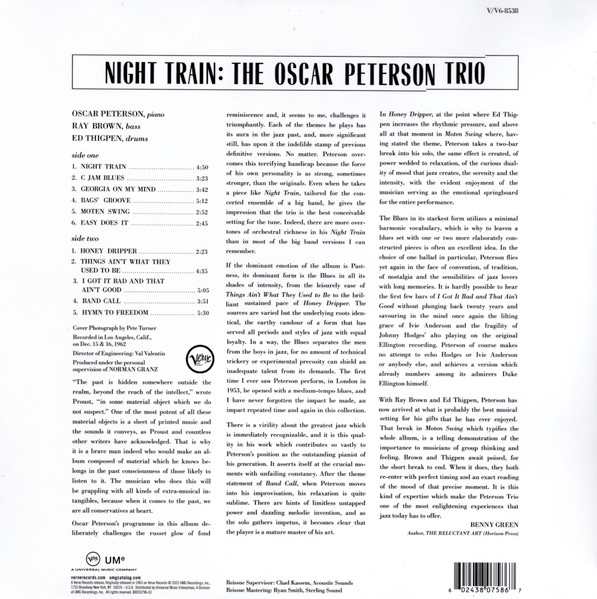 V/V6-8538
NIGHT TRAIN: THE OSCAR PETERSON TRIO
OSCAR PETERSON, piano
RAY BROWN, bass
ED THIGPEN, drums
side one
1. NIGHT TRAIN 4:50
2. C JAM BLUES 3:23
3. GEORGIA ON MY MIND 3:42
4. BAGS' GROOVE 5:12
5. MOTEN SWING 2:52
6. EASY DOES IT 2:45
side two
1. HONEY DRIPPER 2:23
2. THINGS AIN'T WHAT THEY
USED TO BE 4:35
3. I GOT IT BAD AND THAT
AIN'T GOOD 5:05
4. BAND CALL 3:51
5. HYMN TO FREEDOM 5:30
Cover Photograph by Pete Turner
Recorded in Los Angeles, Calif.,
on Dec. 15 & 16, 1962
Director of Engineering: Val Valentin
Produced under the personal
supervision of NORMAN GRANZ
Verve
"The past is hidden somewhere outside the
realm, beyond the reach of the intellect," wrote
Proust, "in some material object which we do
not suspect." One of the most potent of all these
material objects is a sheet of printed music and
the sounds it conveys, as Proust and countless
other writers have acknowledged. That is why
it is a brave man indeed who would make an al-
bum composed of material which he knows be-
longs in the past consciousness of those likely to
listen to it. The musician who does this will
be grappling with all kinds of extra-musical in-
tangibles, because when it comes to the past, we
are all conservatives at heart.
Oscar Peterson's programme in this album de-
liberately challenges the russet glow of fond
reminiscence and, it seems to me, challenges it
triumphantly. Each of the themes he plays has
its aura in the jazz past, and, more significant
still, has upon it the indelible stamp of previous
definitive versions. No matter. Peterson over-
comes this terrifying handicap because the force
of his own personality is as strong, sometimes
stronger, than the originals. Even when he takes
a piece like Night Train, tailored for the con-
certed ensemble of a big hand, he gives the
impression that the trio is the best conceivable
setting for the tune. Indeed, there are more over-
tones of orchestral richness in his Night Train
than in most of the big band versions I can
remember.
If the dominant emotion of the album is Past-
ness, its dominant form is the Blues in all its
shades of intensity, from the leisurely ease of
Things Ain't What They Used To Be to the bril-
liant sustained pace of Honey Dripper. The
sources are varied but the underlying roots iden-
tical, the earthy candour of a form that has
served all periods and styles of jazz with equal
loyalty. In a way, the Blues separates the men
from the boys in jazz, for no amount of technical
trickery or experimental precosity can shield an
inadequate talent from its demands. The first
time I ever saw Peterson perform, in London in
1953, he opened with a medium-tempo blues, and
I have never forgotten the impact he made, an
impact repeated time and again in this collection.
There is a virility about the greatest jazz which
is immediately recognizable, and it is this qual-
ity in his work which contributes so vastly to
Peterson's position as the outstanding pianist of
his generation. It asserts itself at the crucial mo-
ments with unfailing constancy. After the theme
statement of Band Call, when Peterson moves
into his improvisation, his relaxation is quite
sublime. There are hints of limitless untapped
power and dazzling melodic invention, and as
the solo gathers impetus, it becomes clear that
the player is a mature master of his art.
In Honey Dripper, at the point where Ed Thig-
pen increases the rhythmic pressure, and above
all at that moment in Moten Swing where, hav-
ing stated the theme, Peterson takes a two-bar
break into his solo, the same effect is created, of
power wedded to relaxation, of the curious dual-
ity of mood that jazz creates, the serenity and the
intensity, with the evident enjoyment of the
musician serving as the emotional springboard
for the entire performance.
The Blues in its starkest form utilizes a minimal
harmonic vocabulary, which is why to leaven a
blues set with one or two more elaborately con-
structed pieces is often an excellent idea. In the
choice of one ballad in particular, Peterson flies
yet again in the face of convention, of tradition,
of nostalgia and the sensibilities of jazz lovers
with long memories. It is hardly possible to hear
the first few bars of I Got It Bad and That Ain't
Good without plunging back twenty years and
savouring in the mind once again the lilting
grace of Ivie Anderson and the fragility of
Johnny Hodges' alto playing on the original
Ellington recording. Peterson of course makes
no attempt to echo Hodges or Ivie Anderson
or anybody else, and achieves a version which
already numbers among its admirers Duke
Ellington himself.
With Ray Brown and Ed Thigpen, Peterson has
now arrived at what is probably the best musical
setting for his gifts that he has ever enjoyed.
That break in Moten Swing which typifies the
whole album, is a telling demonstration of the
importance to musicians of group thinking and
feeling. Brown and Thigpen await poised, for
the short break to end. When it does, they both
re-enter with perfect timing and an exact reading
of the mood of that precise moment. It is this
kind of expertise which make the Peterson Trio
one of the most enlightening experiences that
jazz today has to offer.
BENNY GREEN
Author, THE RELUCTANT ART (Horizon Press)
verve UMe
A UNIVERSAL MUSIC COMPANY
ververecords.com umgcatalog.com
Reissue Supervisor: Chad Kassem, Acoustic Sounds
Reissue Mastering: Ryan Smith, Sterling Sound
6 02438 07586 7